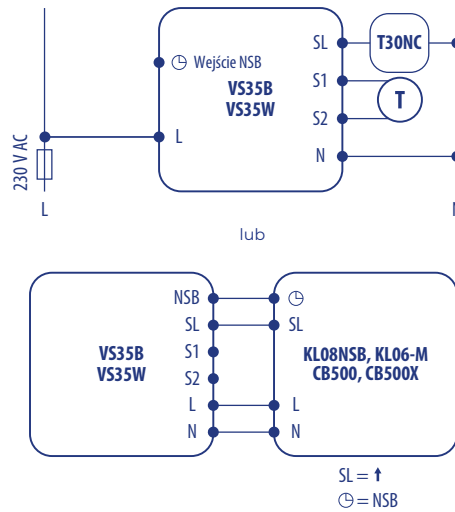 SL
T30NC
Wejście NSB
S1
VS35B
VS35W
T
S2
L
N
230 V AC
L
N
lub
NSB
SL
SL
VS35B
VS35W
S1
KL08NSB, KL06-M
CB500, CB500X
S2
L
L
N
N
SL = ⬆
= NSB